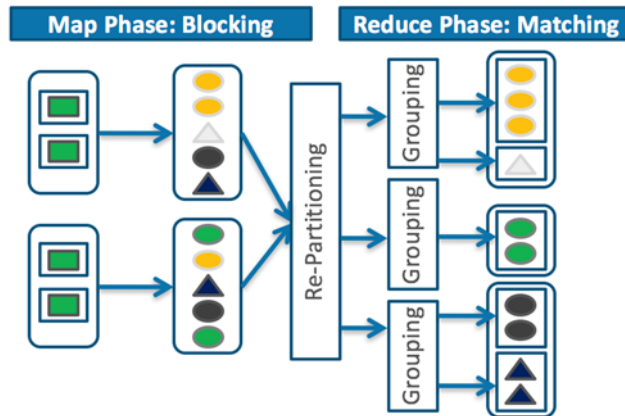 Map Phase: Blocking
Reduce Phase: Matching
Re-Partitioning
Grouping
Grouping
Grouping